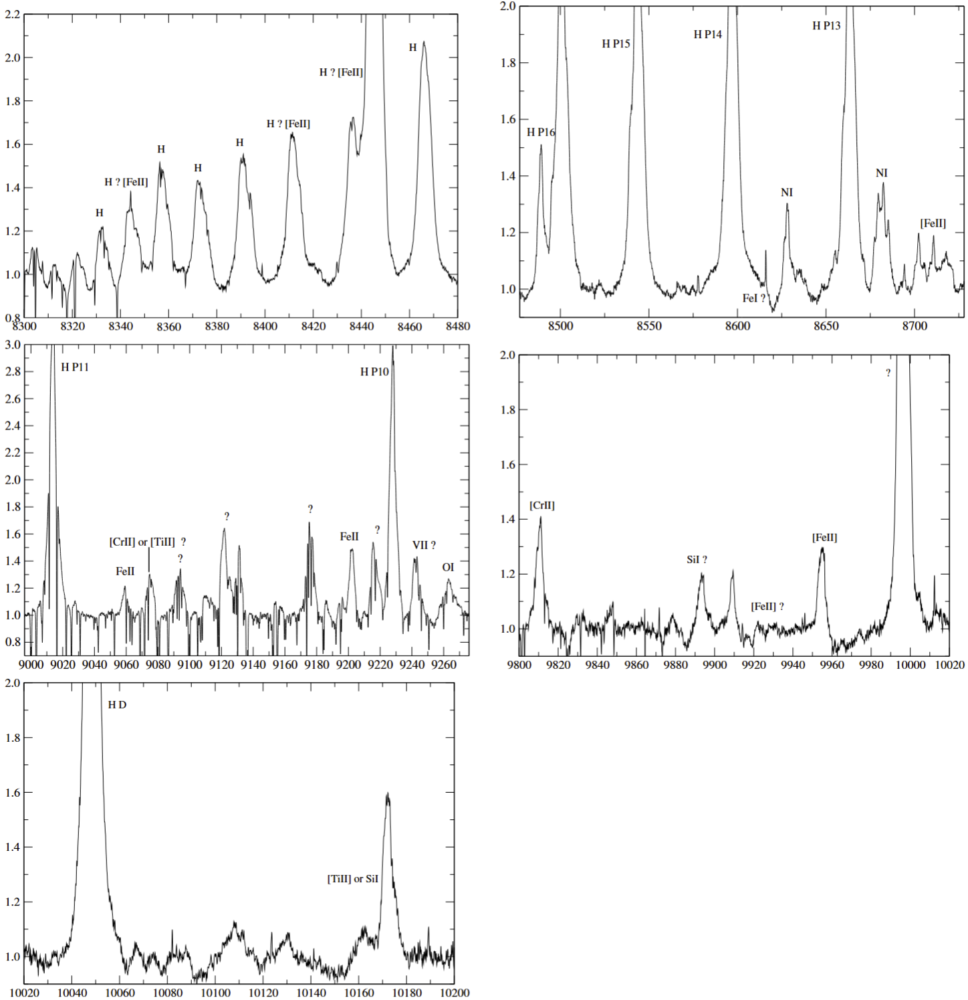 2.2
2.0
1.8
1.6
1.4
1.2
1.0
0.8
H
H ? [FeII]
H
H
H
H ? [FeII]
H ? [FeII]
H
8300 8320 8340 8360 8380 8400 8420 8440 8460 8480
2.0
1.8
1.6
1.4
1.2
1.0
H P16
H P15
H P14
FeI ?
NI
H P13
NI
[FeII]
8500 8550 8600 8650 8700
3.0
2.8
2.6
2.4
2.2
2.0
1.8
1.6
1.4
1.2
1.0
0.8
H P11
FeII
[CrII] or [TiII] ?
?
?
?
FeII
?
H P10
VII ?
OI
9000 9020 9040 9060 9080 9100 9120 9140 9160 9180 9200 9220 9240 9260
2.0
1.8
1.6
1.4
1.2
1.0
[CrII]
SiI ?
[FeII] ?
[FeII]
?
9800 9820 9840 9860 9880 9900 9920 9940 9960 9980 10000 10020
2.0
1.8
1.6
1.4
1.2
1.0
H D
[TiII] or SiI
10020 10040 10060 10080 10100 10120 10140 10160 10180 10200